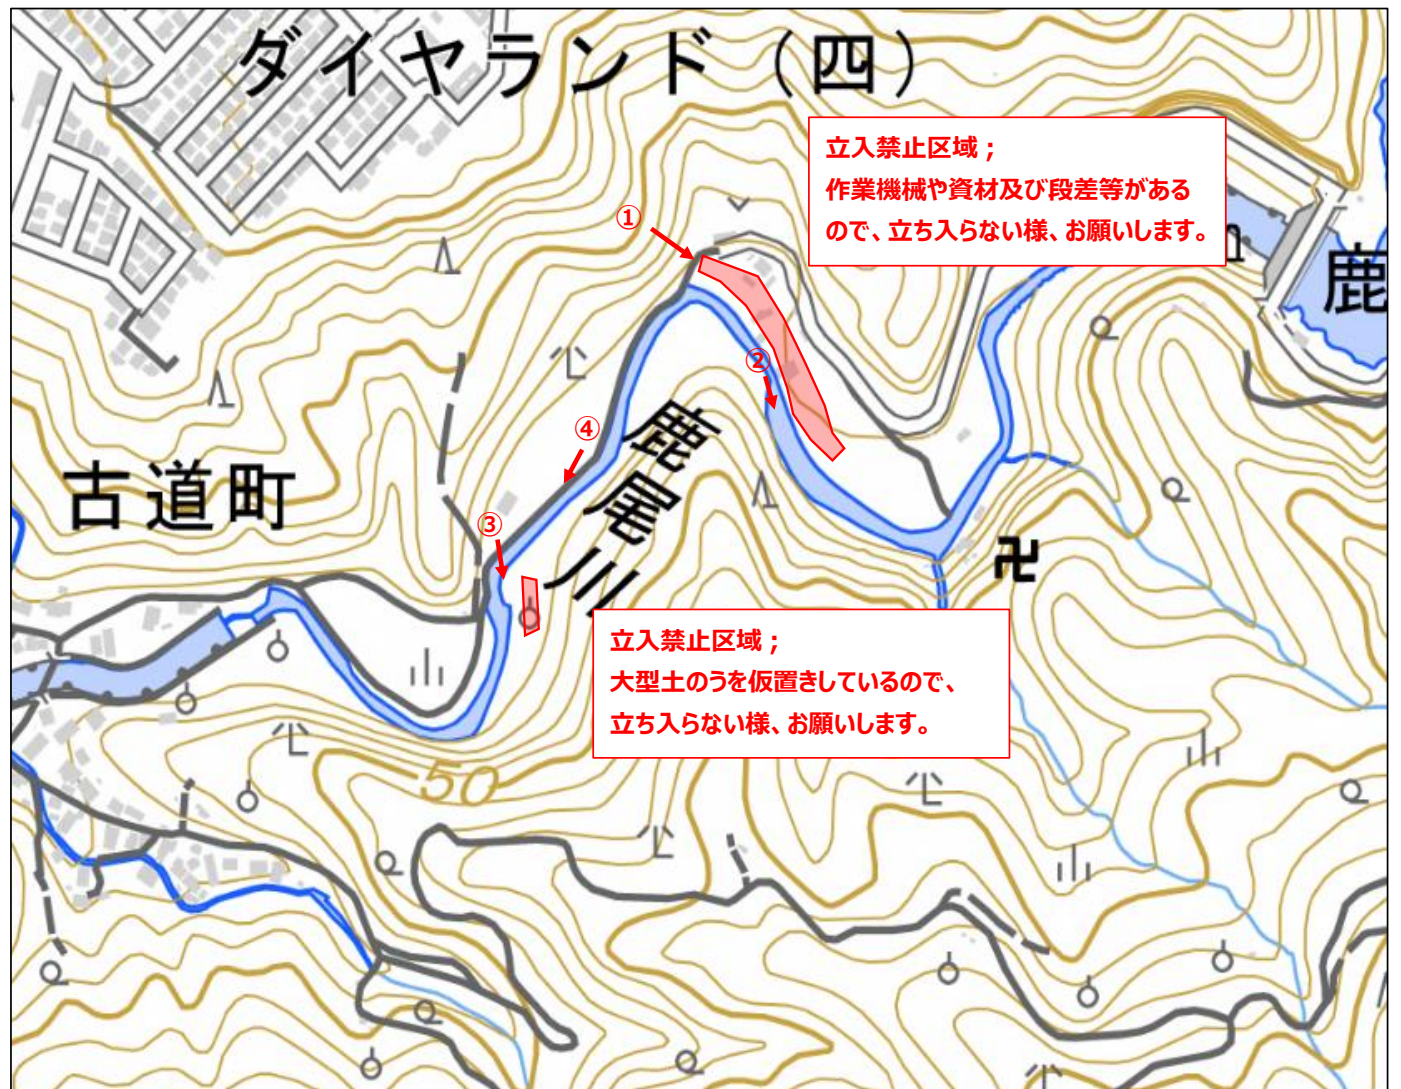 ダイヤランド（四）
立入禁止区域；
作業機械や資材及び段差等がある
ので、立ち入らない様、お願いします。
①
鹿
②
鹿尾川
④
古道町
③
立入禁止区域；
大型土のうを仮置きしているので、
立ち入らない様、お願いします。
50